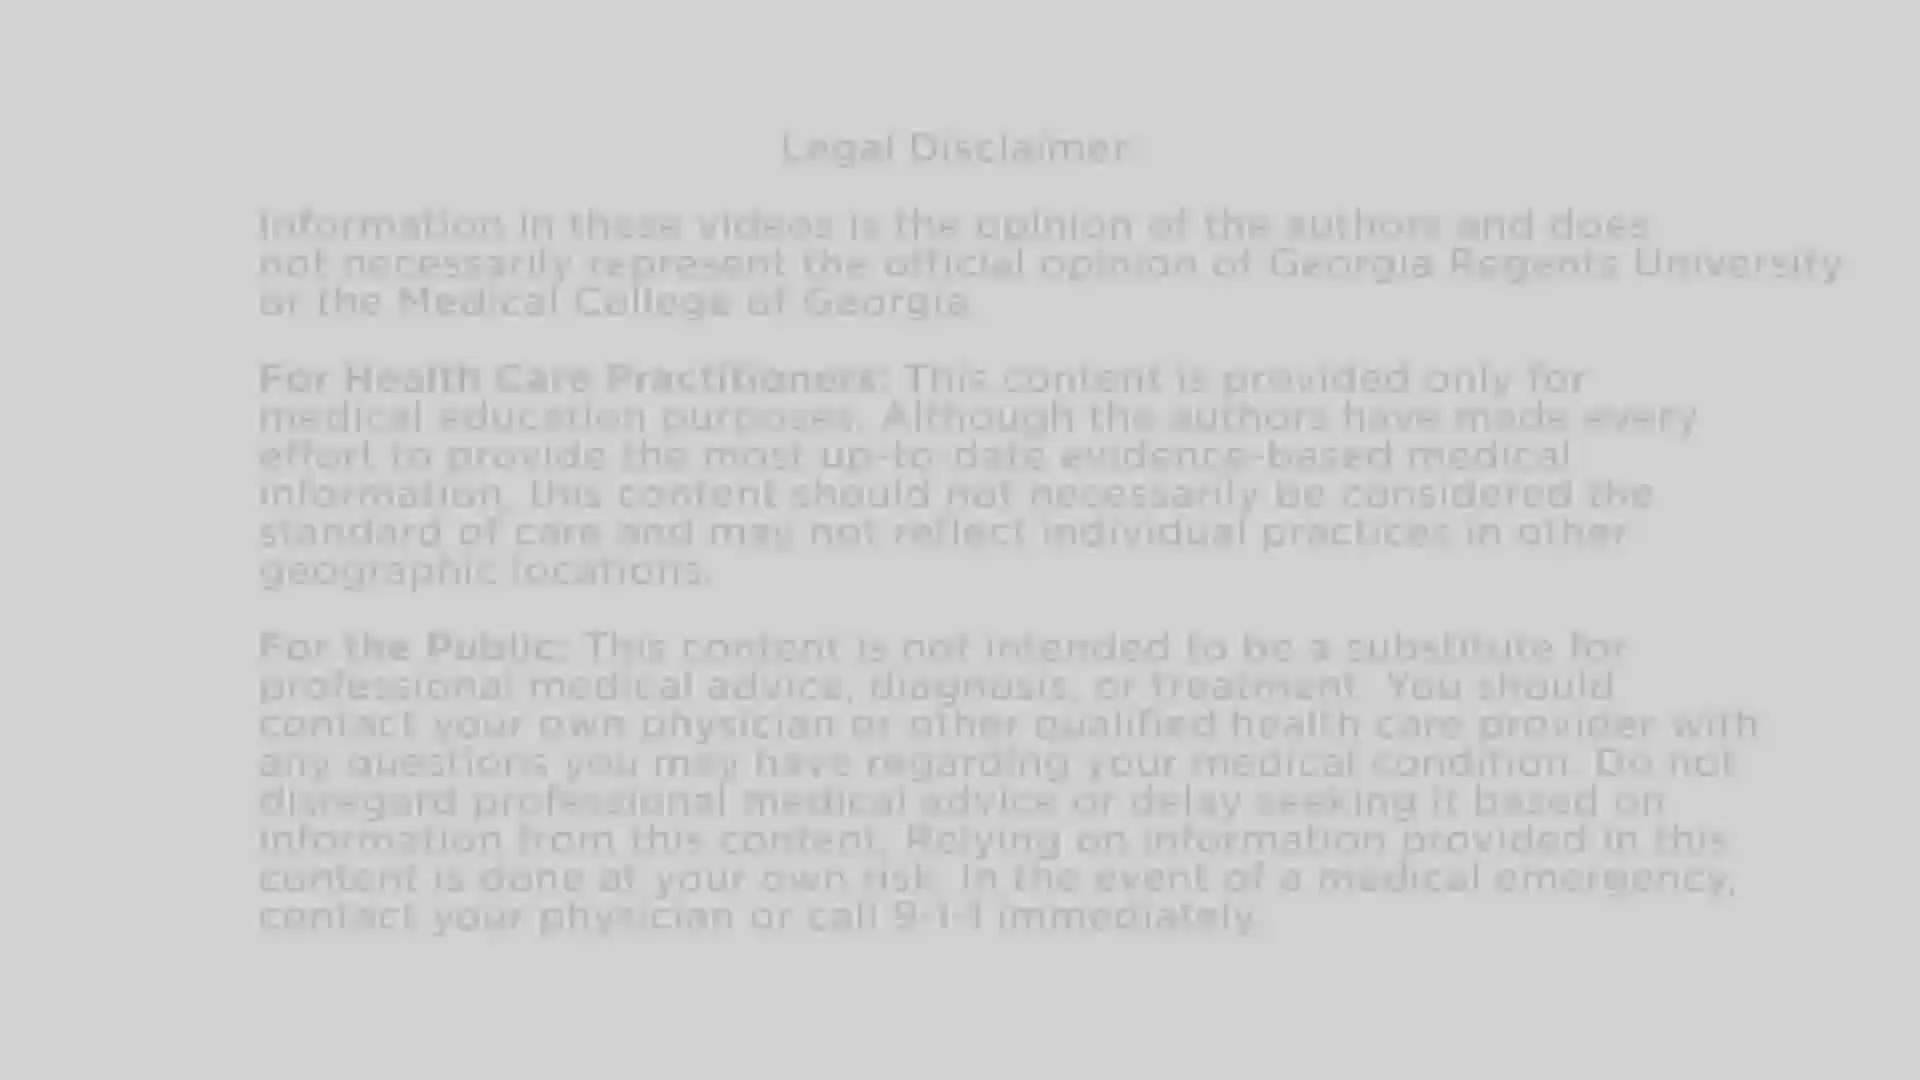 Legal Disclaimer
Information in these videos is the opinion of the authors and does
not necessarily represent the official opinion of Georgia Regents University
or the Medical College of Georgia.
For Health Care Practitioners: This content is provided only for
medical education purposes. Although the authors have made every
effort to provide the most up-to-date evidence-based medical
information, this content should not necessarily be considered the
standard of care and may not reflect individual practices in other
geographic locations.
For the Public: This content is not intended to be a substitute for
professional medical advice, diagnosis, or treatment. You should
contact your own physician or other qualified health care provider with
any questions you may have regarding your medical condition. Do not
disregard professional medical advice or delay seeking it based on
information from this content. Relying on information provided in this
content is done at your own risk. In the event of a medical emergency,
contact your physician or call 9-1-1 immediately.